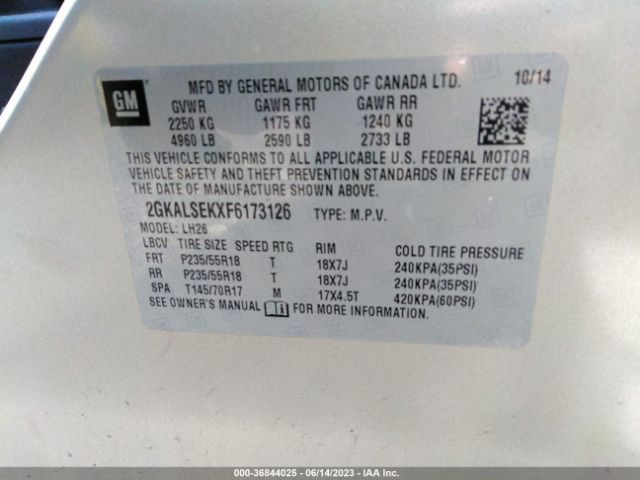 GM
MFD BY GENERAL MOTORS OF CANADA LTD. 10/14
GVWR GAWR FRT GAWR RR
2250 KG 1175 KG 1240 KG
4960 LB 2590 LB 2733 LB
THIS VEHICLE CONFORMS TO ALL APPLICABLE U.S. FEDERAL MOTOR
VEHICLE SAFETY AND THEFT PREVENTION STANDARDS IN EFFECT ON
THE DATE OF MANUFACTURE SHOWN ABOVE.
2GKALSEKXF6173126 TYPE: M.P.V.
MODEL: LH26
LBCV TIRE SIZE SPEED RTG RIM COLD TIRE PRESSURE
FRT P235/55R18 T 18X7J 240KPA(35PSI)
RR P235/55R18 T 18X7J 240KPA(35PSI)
SPA T145/70R17 M 17X4.5T 420KPA(60PSI)
SEE OWNER'S MANUAL FOR MORE INFORMATION.
000-36844025 - 06/14/2023 - IAA Inc.